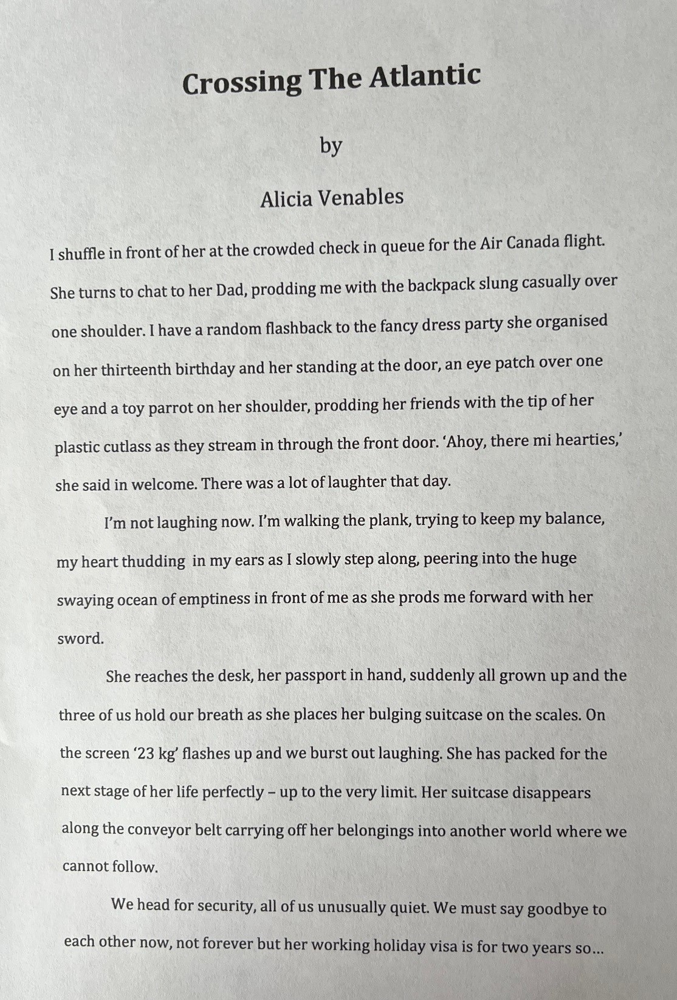 Crossing The Atlantic
by
Alicia Venables
I shuffle in front of her at the crowded check in queue for the Air Canada flight.
She turns to chat to her Dad, prodding me with the backpack slung casually over
one shoulder. I have a random flashback to the fancy dress party she organised
on her thirteenth birthday and her standing at the door, an eye patch over one
eye and a toy parrot on her shoulder, prodding her friends with the tip of her
plastic cutlass as they stream in through the front door. ‘Ahoy, there mi hearties,’
she said in welcome. There was a lot of laughter that day.
I’m not laughing now. I’m walking the plank, trying to keep my balance,
my heart thudding  in my ears as I slowly step along, peering into the huge
swaying ocean of emptiness in front of me as she prods me forward with her
sword.
She reaches the desk, her passport in hand, suddenly all grown up and the
three of us hold our breath as she places her bulging suitcase on the scales. On
the screen ‘23 kg’ flashes up and we burst out laughing. She has packed for the
next stage of her life perfectly – up to the very limit. Her suitcase disappears
along the conveyor belt carrying off her belongings into another world where we
cannot follow.
We head for security, all of us unusually quiet. We must say goodbye to
each other now, not forever but her working holiday visa is for two years so…